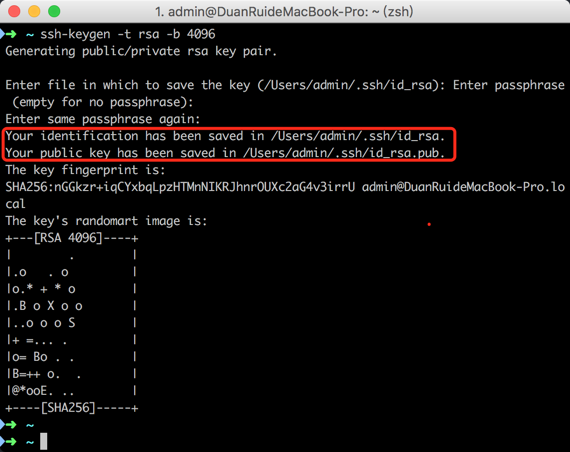 1. admin@DuanRuideMacBook-Pro: ~ (zsh)
➜ ~ ssh-keygen -t rsa -b 4096
Generating public/private rsa key pair.
Enter file in which to save the key (/Users/admin/.ssh/id_rsa): Enter passphrase
 (empty for no passphrase):
Enter same passphrase again:
Your identification has been saved in /Users/admin/.ssh/id_rsa.
Your public key has been saved in /Users/admin/.ssh/id_rsa.pub.
The key fingerprint is:
SHA256:nGGkzr+iqCYxbqLpzHTMnNIKRJhnrOUXc2aG4v3irrU admin@DuanRuideMacBook-Pro.lo
cal
The key's randomart image is:
+---[RSA 4096]----+
|       .         |
|.o   . o         |
|o.* + * o        |
|.B o X o o       |
|..o o o S        |
|+ =... .         |
|o= Bo . .        |
|B=++ o.  .       |
|@*ooE. ..        |
+----[SHA256]-----+
➜ ~
➜ ~